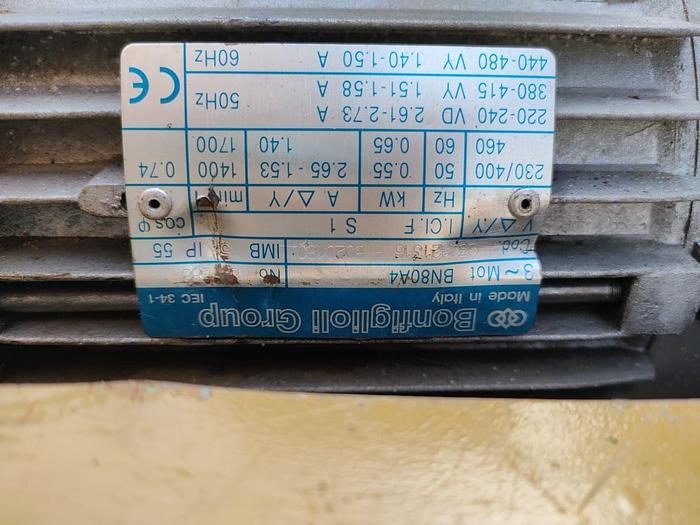 Bonfiglioli Group
Made in Italy IEC 34-1
3~Mot BN80A4 No.
Cod. IMB IP 55
V △/Y I.Cl.F S 1 cosφ
Hz kW A △/Y min
230/400 50 0.55 2.65 - 1.53 1400 0.74
460 60 0.65 1.40 1700
220-240 VD 2.61-2.73 A 50Hz
380-415 VY 1.51-1.58 A
440-480 VY 1.40-1.50 A 60Hz
CE